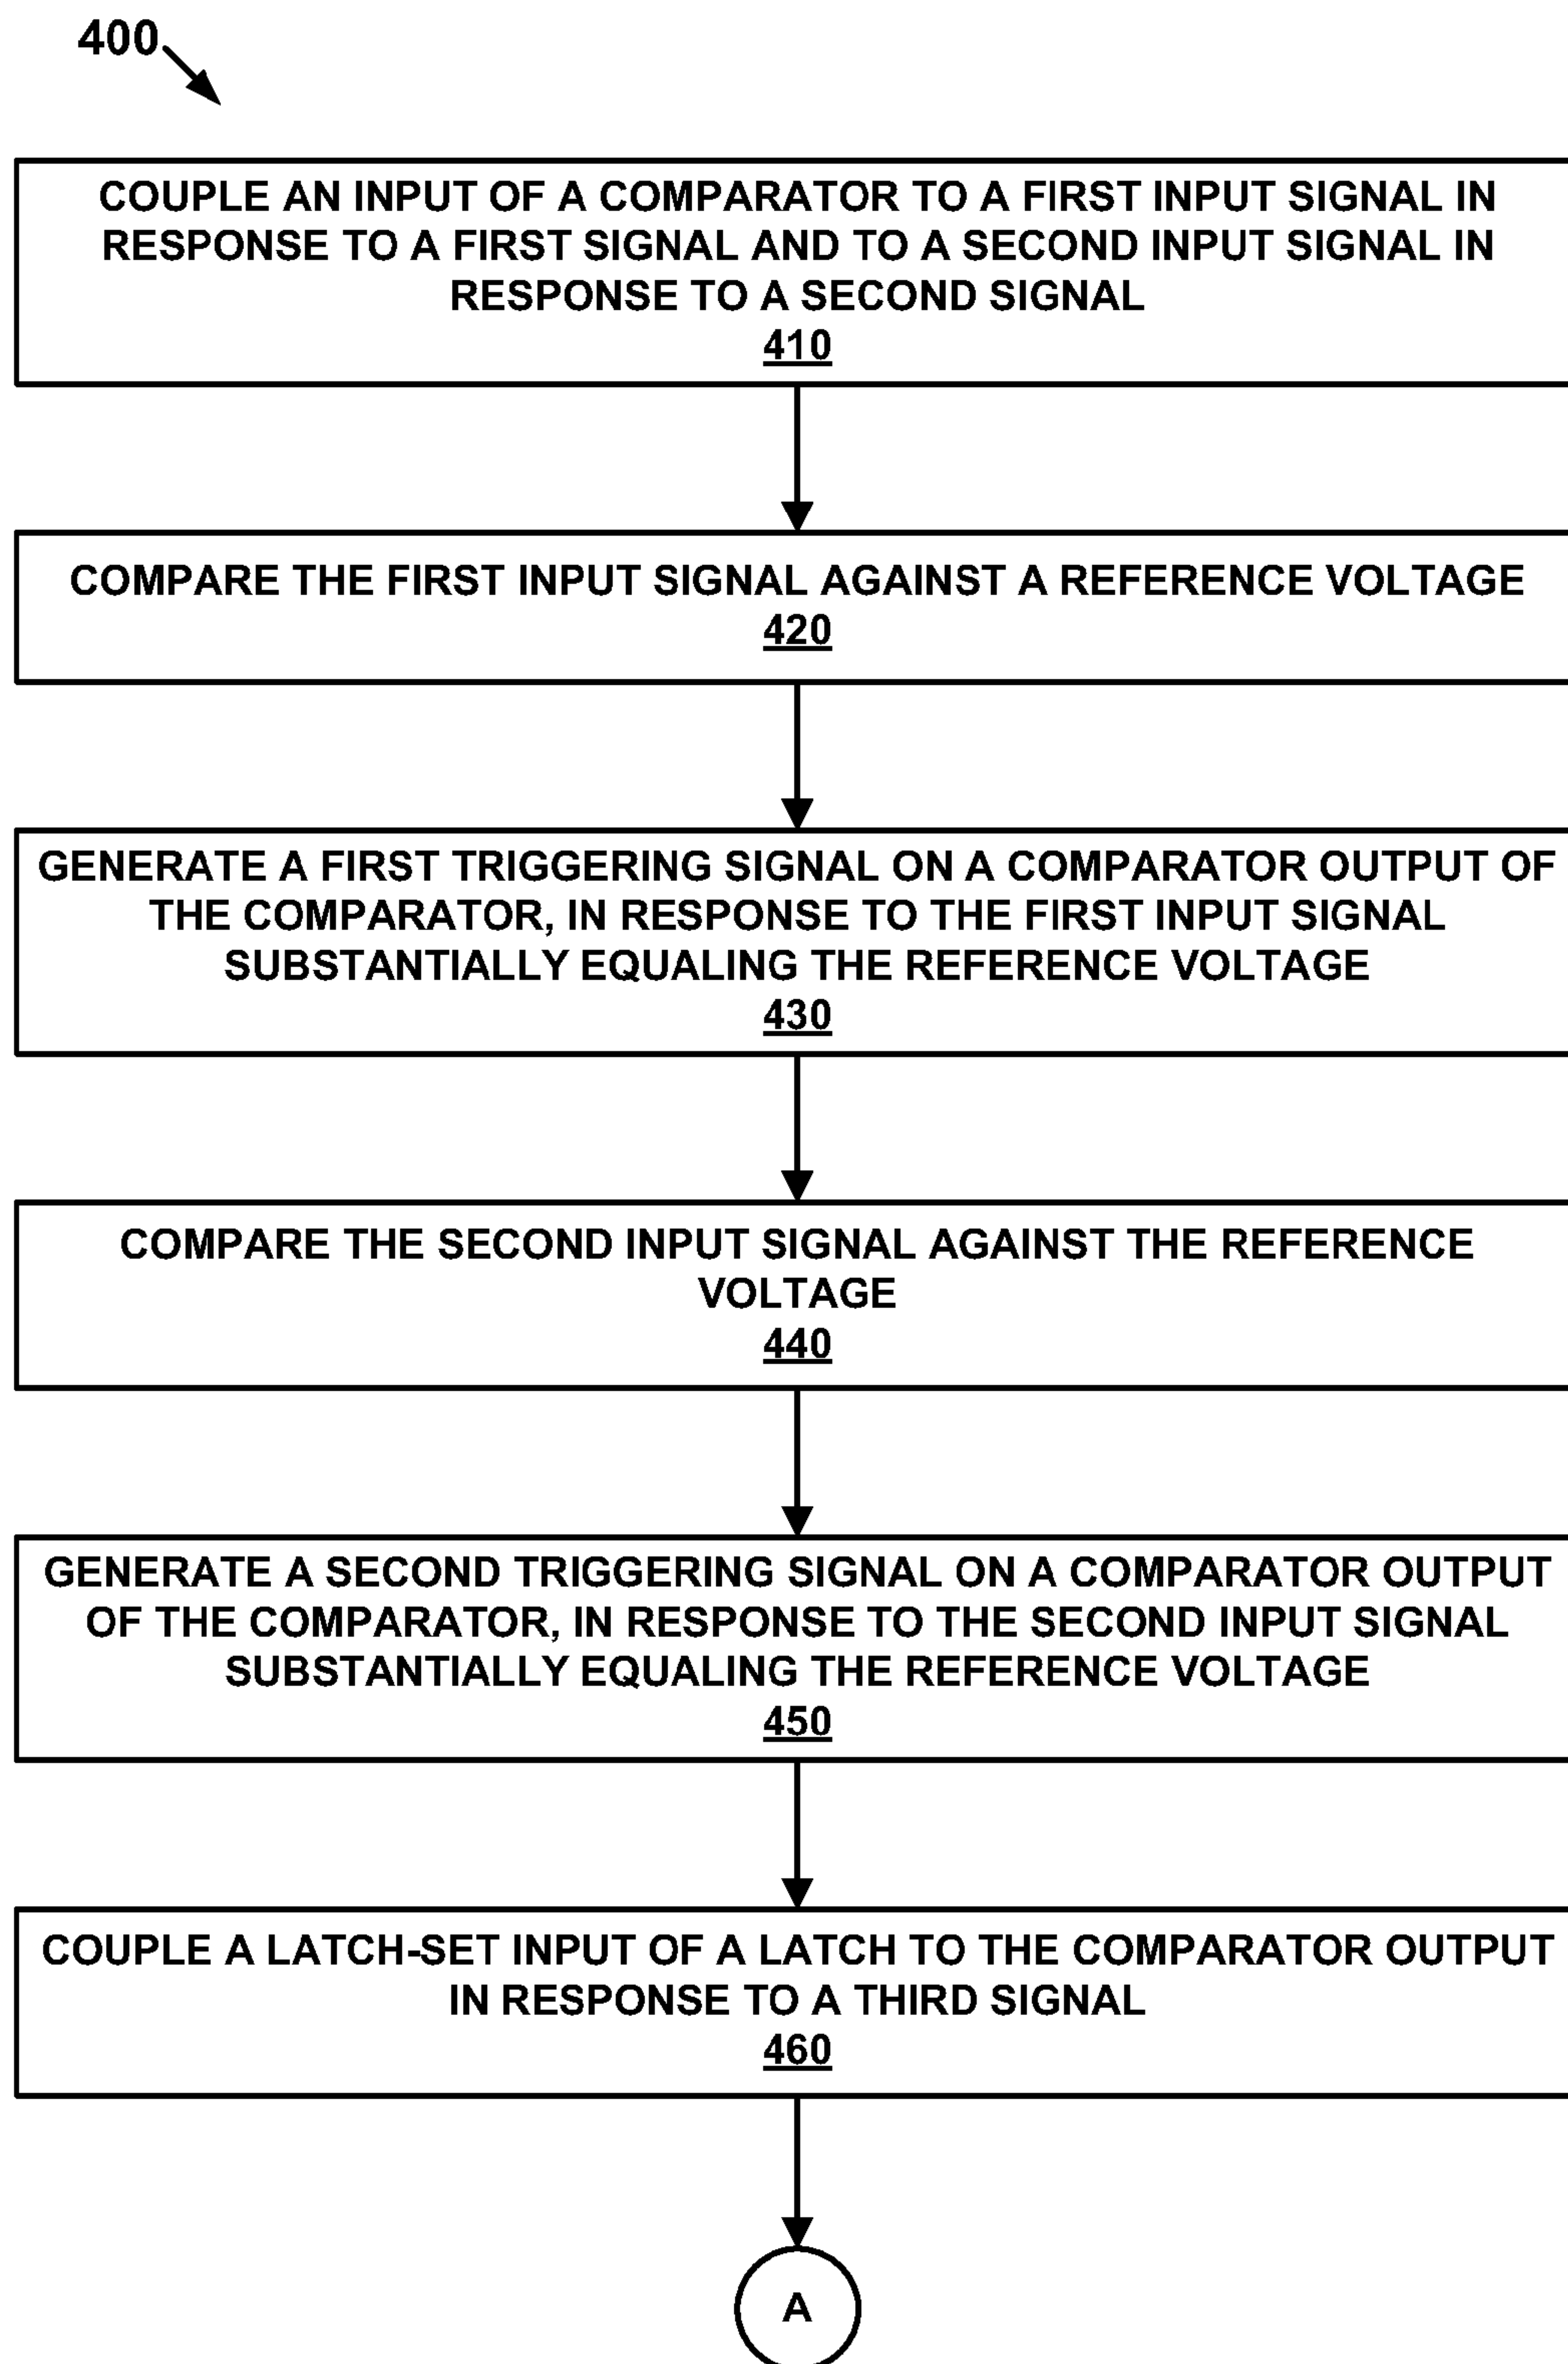 400
COUPLE AN INPUT OF A COMPARATOR TO A FIRST INPUT SIGNAL IN
RESPONSE TO A FIRST SIGNAL AND TO A SECOND INPUT SIGNAL IN
RESPONSE TO A SECOND SIGNAL
410
COMPARE THE FIRST INPUT SIGNAL AGAINST A REFERENCE VOLTAGE
420
GENERATE A FIRST TRIGGERING SIGNAL ON A COMPARATOR OUTPUT OF
THE COMPARATOR, IN RESPONSE TO THE FIRST INPUT SIGNAL
SUBSTANTIALLY EQUALING THE REFERENCE VOLTAGE
430
COMPARE THE SECOND INPUT SIGNAL AGAINST THE REFERENCE
VOLTAGE
440
GENERATE A SECOND TRIGGERING SIGNAL ON A COMPARATOR OUTPUT
OF THE COMPARATOR, IN RESPONSE TO THE SECOND INPUT SIGNAL
SUBSTANTIALLY EQUALING THE REFERENCE VOLTAGE
450
COUPLE A LATCH-SET INPUT OF A LATCH TO THE COMPARATOR OUTPUT
IN RESPONSE TO A THIRD SIGNAL
460
A